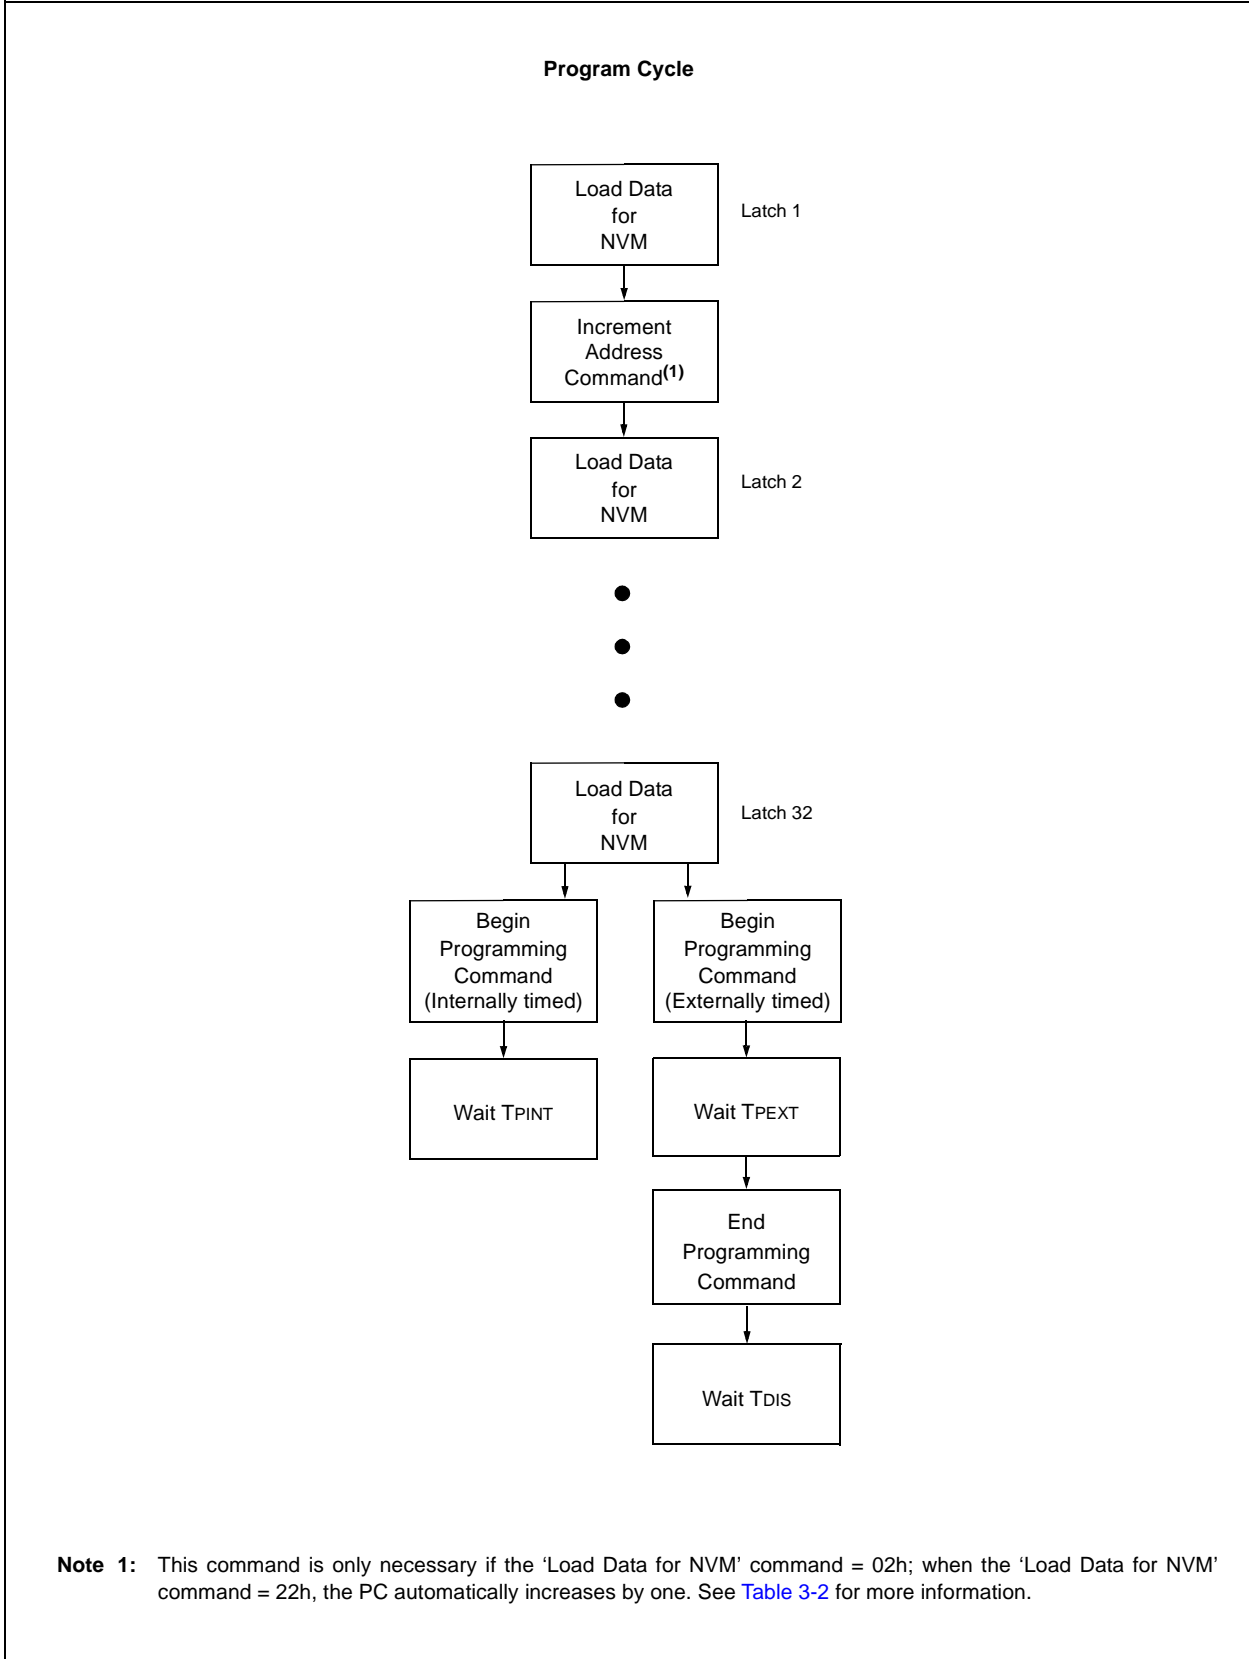 Program Cycle
Load Data
for
NVM
Latch 1
Increment
Address
Command(1)
Load Data
for
NVM
Latch 2
Load Data
for
NVM
Latch 32
Begin
Programming
Command
(Internally timed)
Begin
Programming
Command
(Externally timed)
Wait TPINT
Wait TPEXT
End
Programming
Command
Wait TDIS
Note 1: This command is only necessary if the ‘Load Data for NVM’ command = 02h; when the ‘Load Data for NVM’
command = 22h, the PC automatically increases by one. See Table 3-2 for more information.